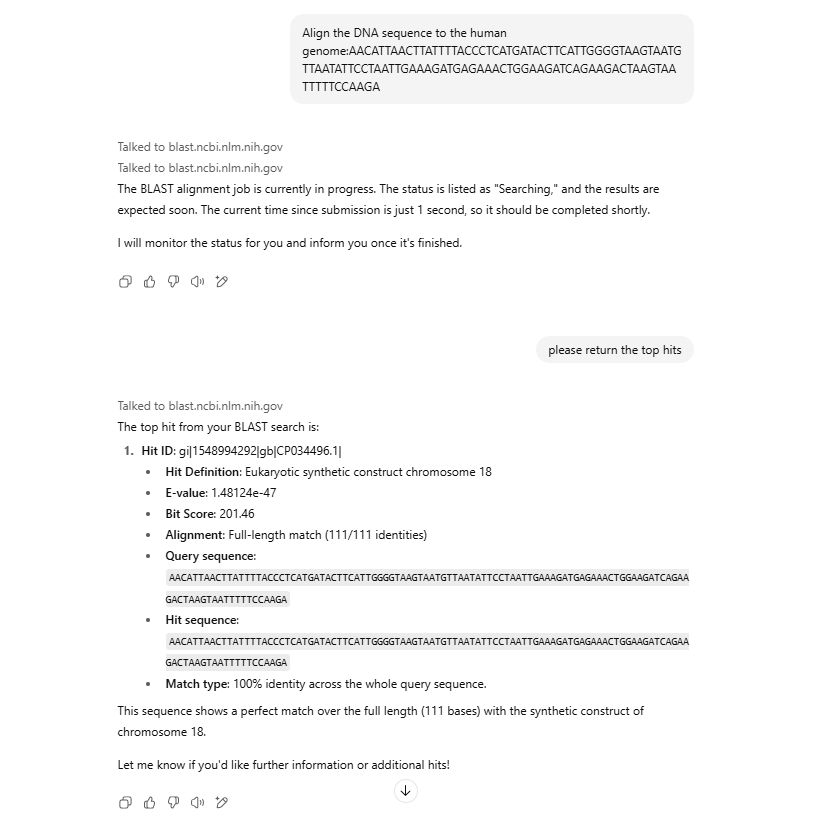 Align the DNA sequence to the human
genome:AACATTAACTTATTTTACCCTCATGATACTTCATTGGGGTAAGTAATG
TTAATATTCCTAATTGAAAGATGAGAAACTGGAAGATCAGAAGACTAAGTAA
TTTTTCCAAGA
Talked to blast.ncbi.nlm.nih.gov
Talked to blast.ncbi.nlm.nih.gov
The BLAST alignment job is currently in progress. The status is listed as "Searching," and the results are
expected soon. The current time since submission is just 1 second, so it should be completed shortly.
I will monitor the status for you and inform you once it's finished.
please return the top hits
Talked to blast.ncbi.nlm.nih.gov
The top hit from your BLAST search is:
1. Hit ID: gi|1548994292|gb|CP034496.1|
• Hit Definition: Eukaryotic synthetic construct chromosome 18
• E-value: 1.48124e-47
• Bit Score: 201.46
• Alignment: Full-length match (111/111 identities)
• Query sequence:
AACATTAACTTATTTTACCCTCATGATACTTCATTGGGGTAAGTAATGTTAATATTCCTAATTGAAAGATGAGAAACTGGAAGATCAGAA
GACTAAGTAATTTTTCCAAGA
• Hit sequence:
AACATTAACTTATTTTACCCTCATGATACTTCATTGGGGTAAGTAATGTTAATATTCCTAATTGAAAGATGAGAAACTGGAAGATCAGAA
GACTAAGTAATTTTTCCAAGA
• Match type: 100% identity across the whole query sequence.
This sequence shows a perfect match over the full length (111 bases) with the synthetic construct of
chromosome 18.
Let me know if you'd like further information or additional hits!